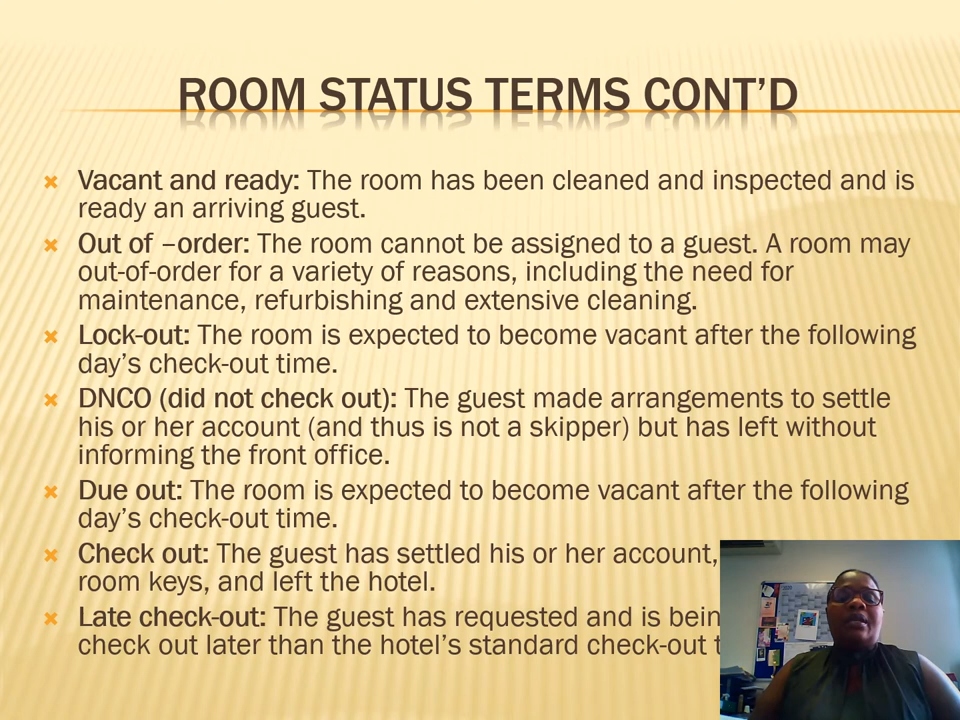 ROOM STATUS TERMS CONT'D
Vacant and ready: The room has been cleaned and inspected and is
ready an arriving guest.
Out of –order: The room cannot be assigned to a guest. A room may
out-of-order for a variety of reasons, including the need for
maintenance, refurbishing and extensive cleaning.
Lock-out: The room is expected to become vacant after the following
day's check-out time.
DNCO (did not check out): The guest made arrangements to settle
his or her account (and thus is not a skipper) but has left without
informing the front office.
Due out: The room is expected to become vacant after the following
day's check-out time.
Check out: The guest has settled his or her account,
room keys, and left the hotel.
Late check-out: The guest has requested and is
check out later than the hotel's standard check-out